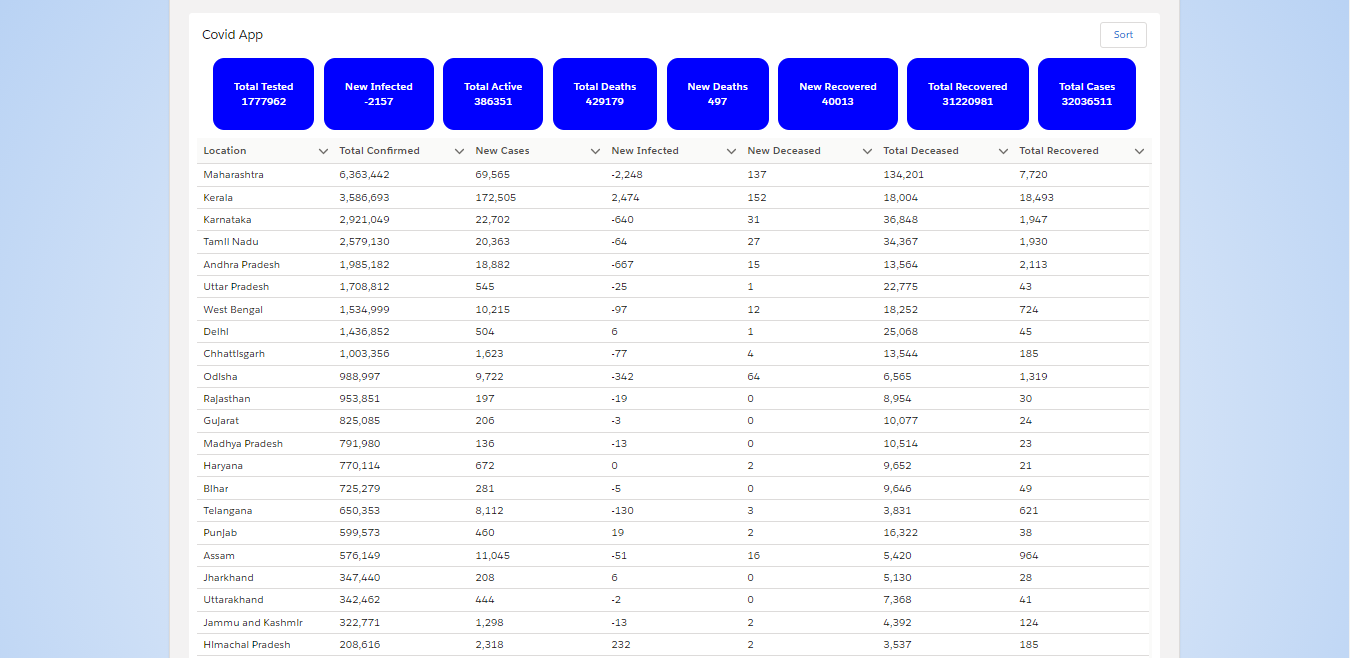 Covid App Sort
Total Tested New Infected Total Active Total Deaths New Deaths New Recovered Total Recovered Total Cases
1777962 -2157 386351 429179 497 40013 31220981 32036511
Location Total Confirmed New Cases New Infected New Deceased Total Deceased Total Recovered
Maharashtra 6,363,442 69,565 -2,248 137 134,201 7,720
Kerala 3,586,693 172,505 2,474 152 18,004 18,493
Karnataka 2,921,049 22,702 -640 31 36,848 1,947
Tamil Nadu 2,579,130 20,363 -64 27 34,367 1,930
Andhra Pradesh 1,985,182 18,882 -667 15 13,564 2,113
Uttar Pradesh 1,708,812 545 -25 1 22,775 43
West Bengal 1,534,999 10,215 -97 12 18,252 724
Delhi 1,436,852 504 6 1 25,068 45
Chhattisgarh 1,003,356 1,623 -77 4 13,544 185
Odisha 988,997 9,722 -342 64 6,565 1,319
Rajasthan 953,851 197 -19 0 8,954 30
Gujarat 825,085 206 -3 0 10,077 24
Madhya Pradesh 791,980 136 -13 0 10,514 23
Haryana 770,114 672 0 2 9,652 21
Bihar 725,279 281 -5 0 9,646 49
Telangana 650,353 8,112 -130 3 3,831 621
Punjab 599,573 460 19 2 16,322 38
Assam 576,149 11,045 -51 16 5,420 964
Jharkhand 347,440 208 6 0 5,130 28
Uttarakhand 342,462 444 -2 0 7,368 41
Jammu and Kashmir 322,771 1,298 -13 2 4,392 124
Himachal Pradesh 208,616 2,318 232 2 3,537 185